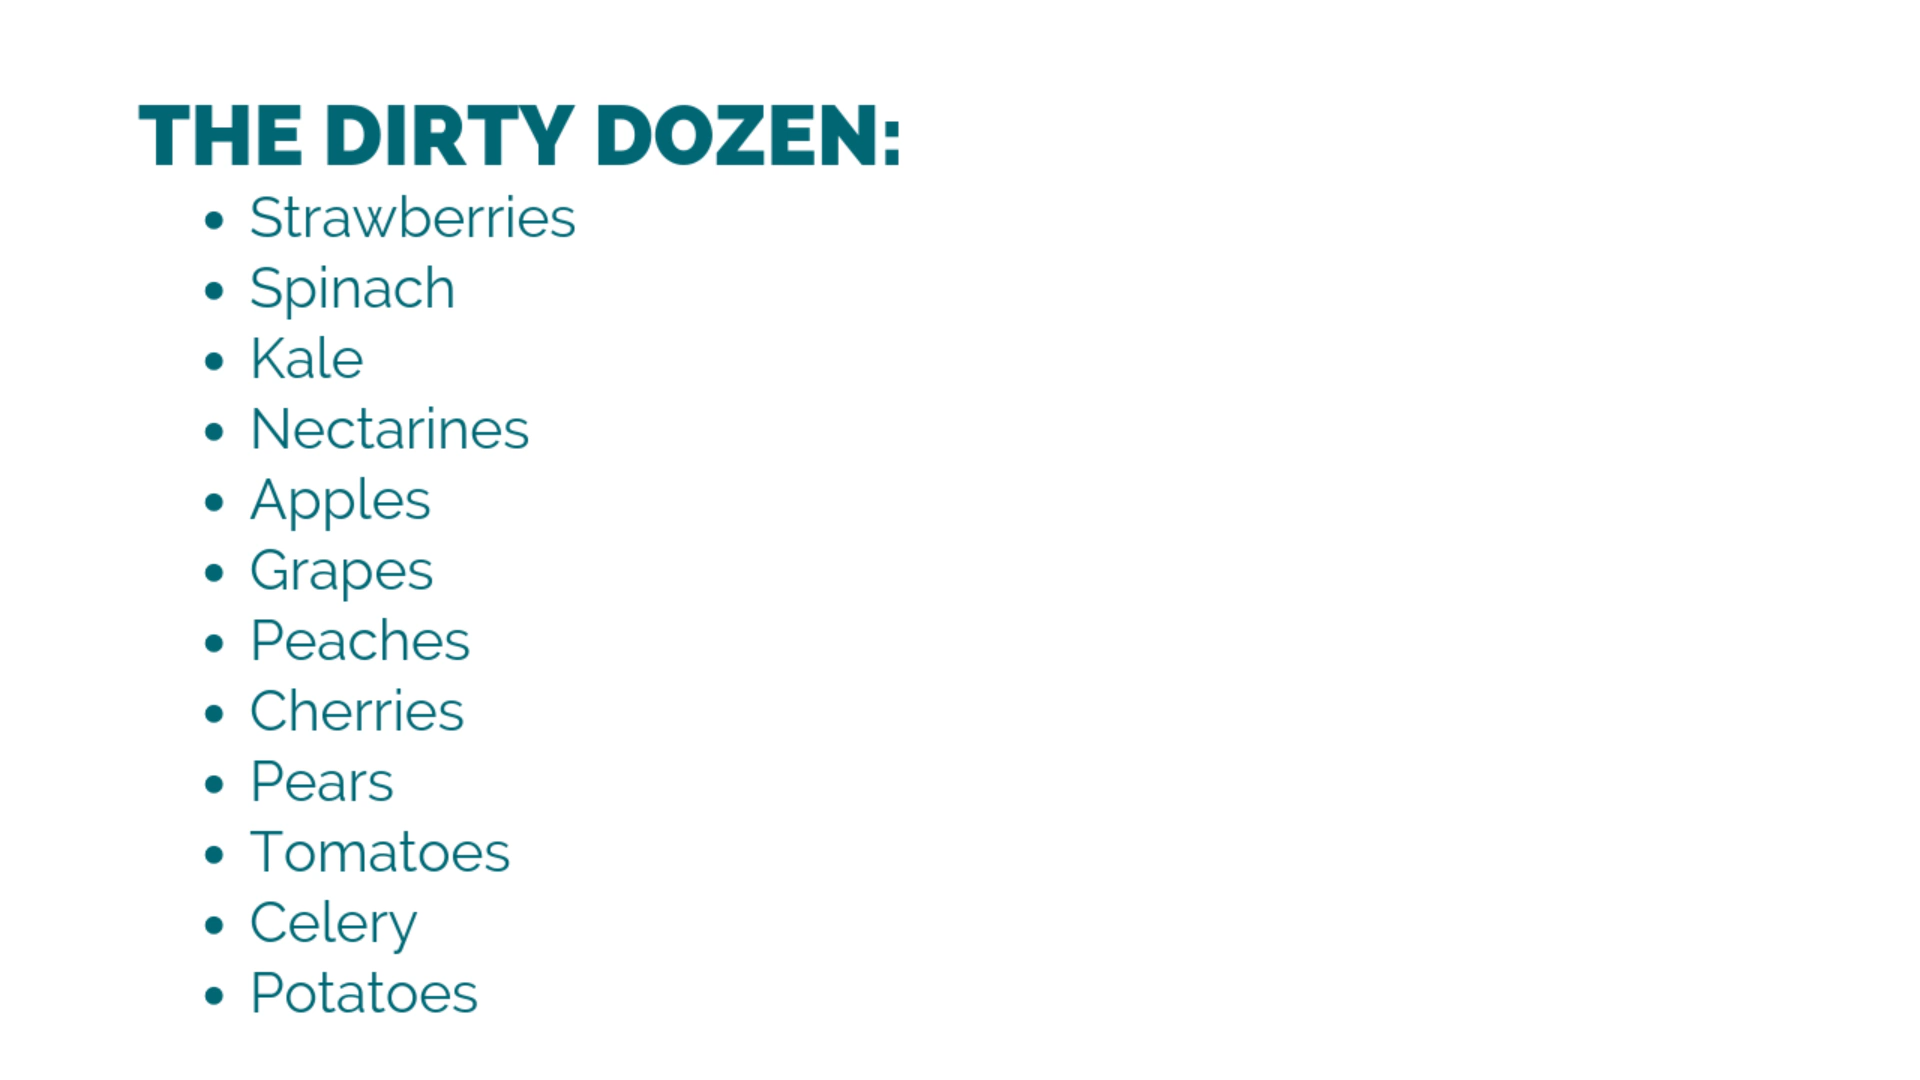 THE DIRTY DOZEN:
• Strawberries
• Spinach
• Kale
• Nectarines
• Apples
• Grapes
• Peaches
• Cherries
• Pears
• Tomatoes
• Celery
• Potatoes